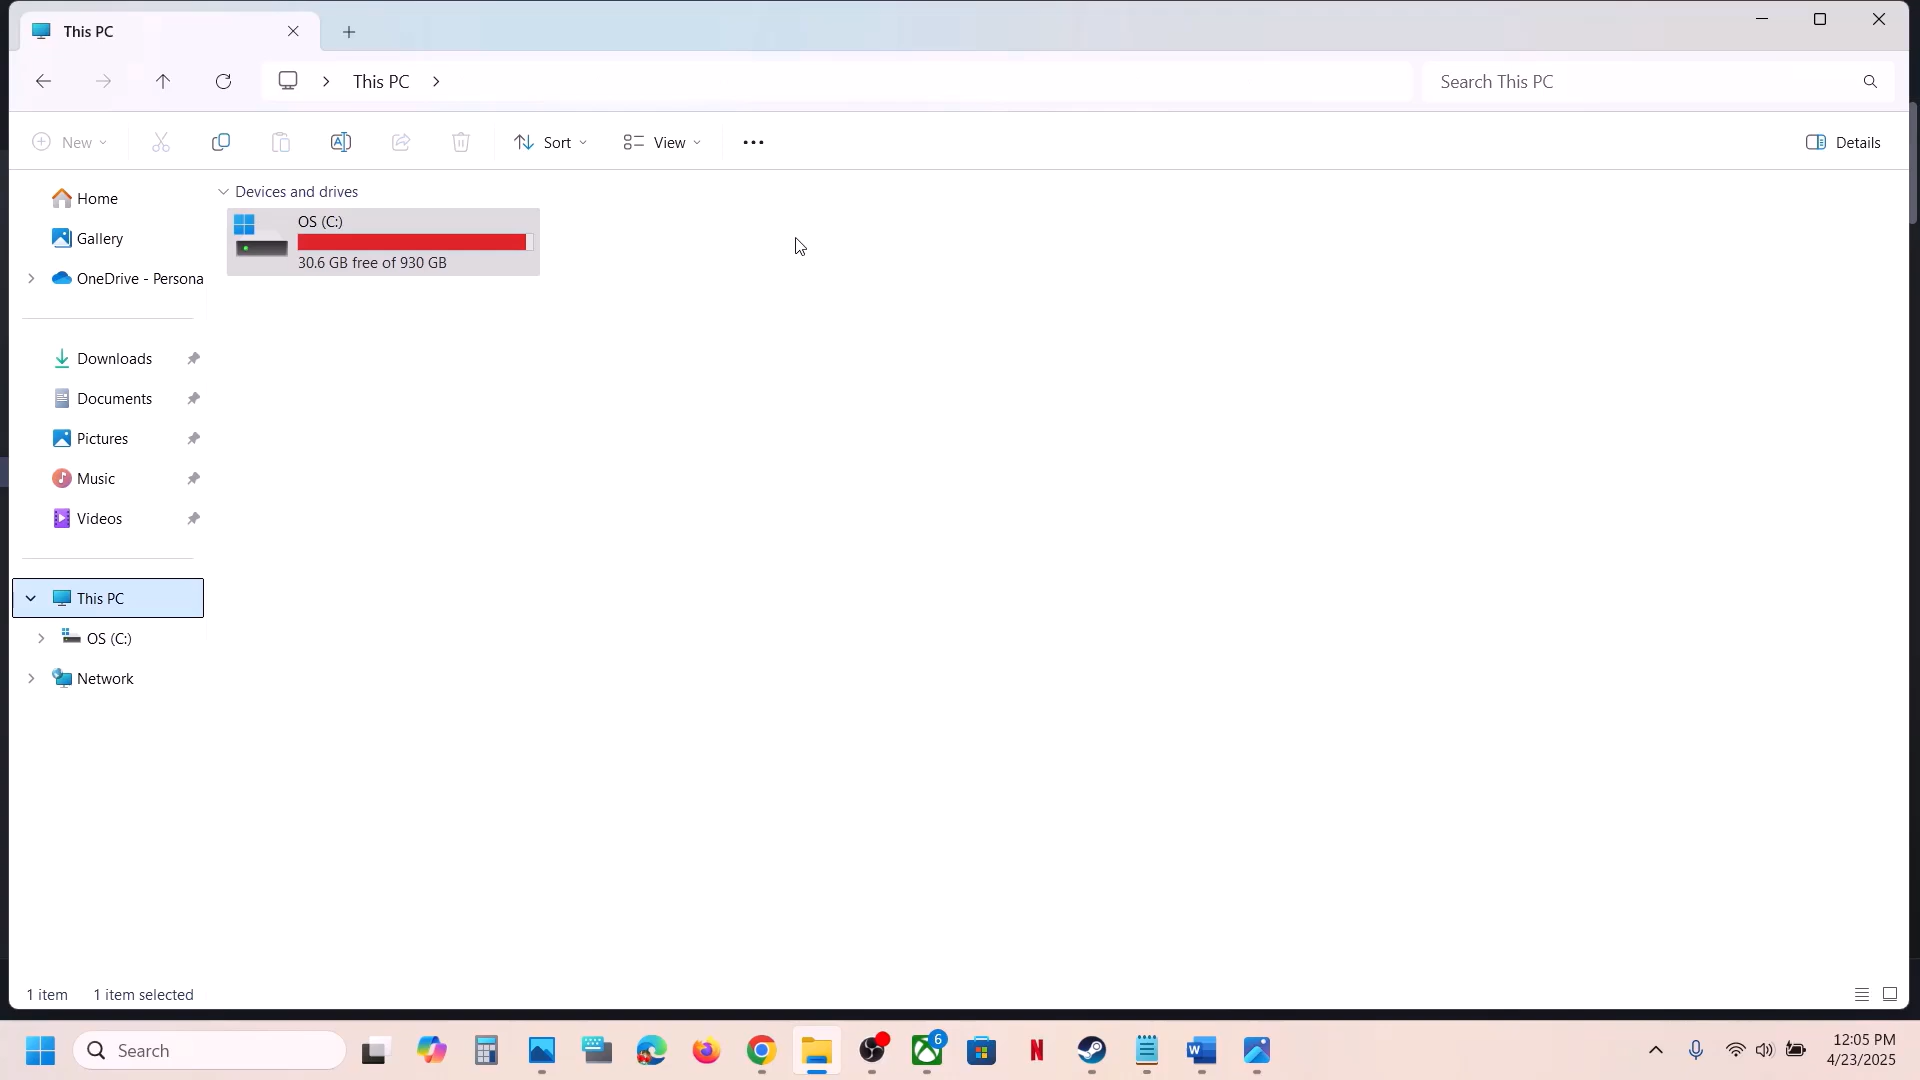 This PC
This PC
Search This PC
New
Sort
View
Details
Home
Gallery
OneDrive - Persona
Downloads
Documents
Pictures
Music
Videos
This PC
OS (C:)
Network
Devices and drives
OS (C:)
30.6 GB free of 930 GB
1 item 1 item selected
Search
6
12:05 PM
4/23/2025